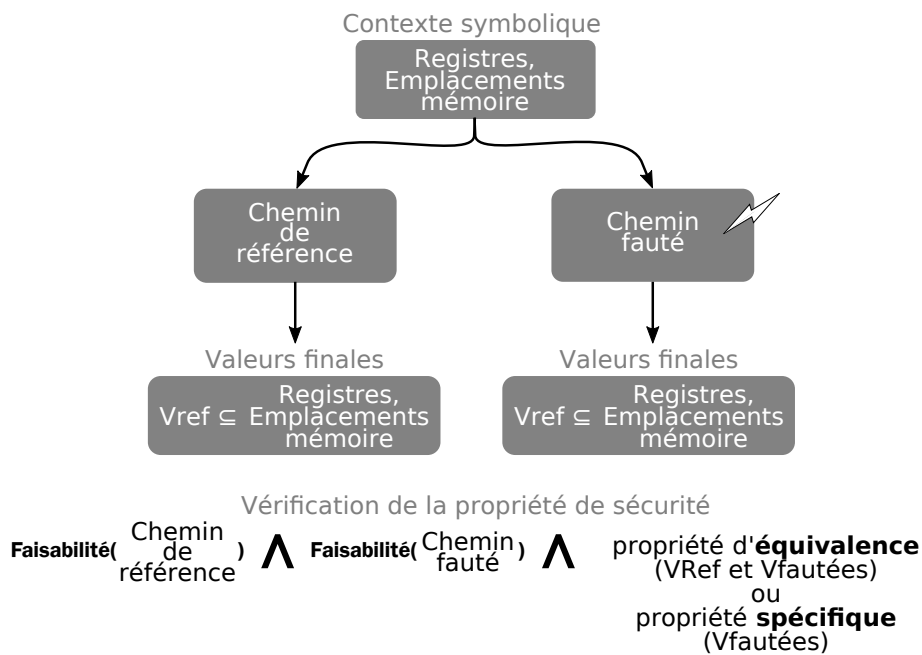 Contexte symbolique
Registres,
Emplacements
mémoire
Chemin
de
référence
Chemin
fauté
Valeurs finales
Vref ⊆ Registres,
Emplacements
mémoire
Valeurs finales
Vref ⊆ Registres,
Emplacements
mémoire
Vérification de la propriété de sécurité
Faisabilité( Chemin
de
référence ) ∧ Faisabilité( Chemin
fauté ) ∧ propriété d'équivalence
(VRef et Vfautées)
ou
propriété spécifique
(Vfautées)